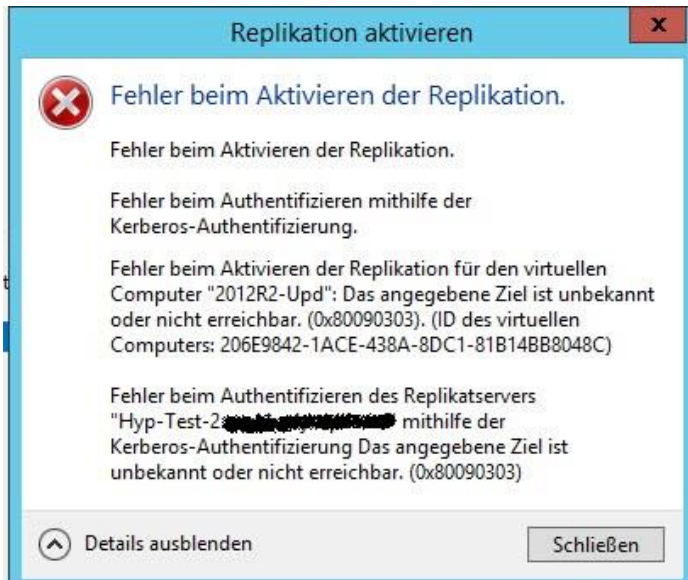 Replikation aktivieren
x
Fehler beim Aktivieren der Replikation.
Fehler beim Aktivieren der Replikation.
Fehler beim Authentifizieren mithilfe der
Kerberos-Authentifizierung.
Fehler beim Aktivieren der Replikation für den virtuellen
t
Computer "2012R2-Upd": Das angegebene Ziel ist unbekannt
oder nicht erreichbar. (0x80090303). (ID des virtuellen
Computers: 206E9842-1ACE-438A-8DC1-81B14BB8048C)
Fehler beim Authentifizieren des Replikatservers
"Hyp-Test-2 mithilfe der
Kerberos-Authentifizierung Das angegebene Ziel ist
unbekannt oder nicht erreichbar. (0x80090303)
Details ausblenden
Schließen